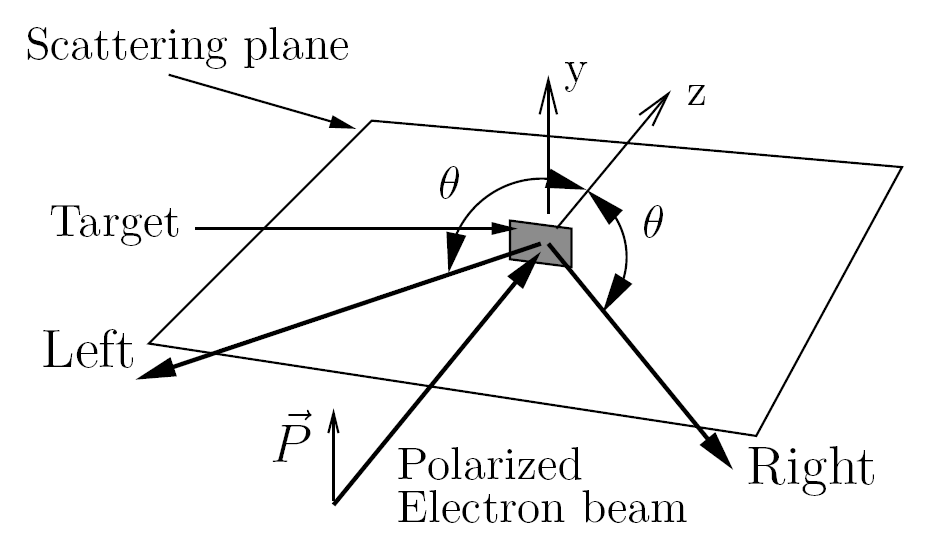 Scattering plane
y
z
θ
θ
Target
Left
P⃗
Polarized
Electron beam
Right